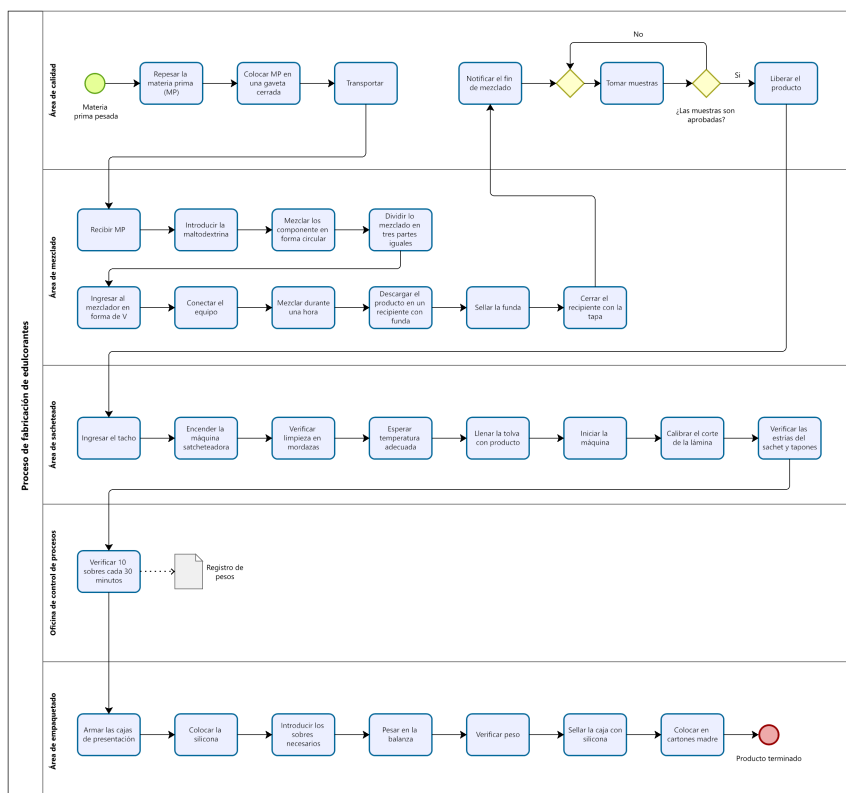 Proceso de fabricación de edulcorantes
Área de calidad
Materia
prima pesada
Repesar la
materia prima
(MP)
Colocar MP en
una gaveta
cerrada
Transportar
Notificar el fin
de mezclado
Tomar muestras
No
¿Las muestras son
aprobadas?
Si
Liberar el
producto
Área de mezclado
Recibir MP
Introducir la
maltodextrina
Mezclar los
componente en
forma circular
Dividir lo
mezclado en
tres partes
iguales
Ingresar al
mezclador en
forma de V
Conectar el
equipo
Mezclar durante
una hora
Descargar el
producto en un
recipiente con
funda
Sellar la funda
Cerrar el
recipiente con la
tapa
Área de sacheteado
Ingresar el tacho
Encender la
máquina
satcheteadora
Verificar
limpieza en
mordazas
Esperar
temperatura
adecuada
Llenar la tolva
con producto
Iniciar la
máquina
Calibrar el corte
de la lámina
Verificar las
estrías del
sachet y tapones
Oficina de control de procesos
Verificar 10
sobres cada 30
minutos
Registro de
pesos
Área de empaquetado
Armar las cajas
de presentación
Colocar la
silicona
Introducir los
sobres
necesarios
Pesar en la
balanza
Verificar peso
Sellar la caja con
silicona
Colocar en
cartones madre
Producto terminado